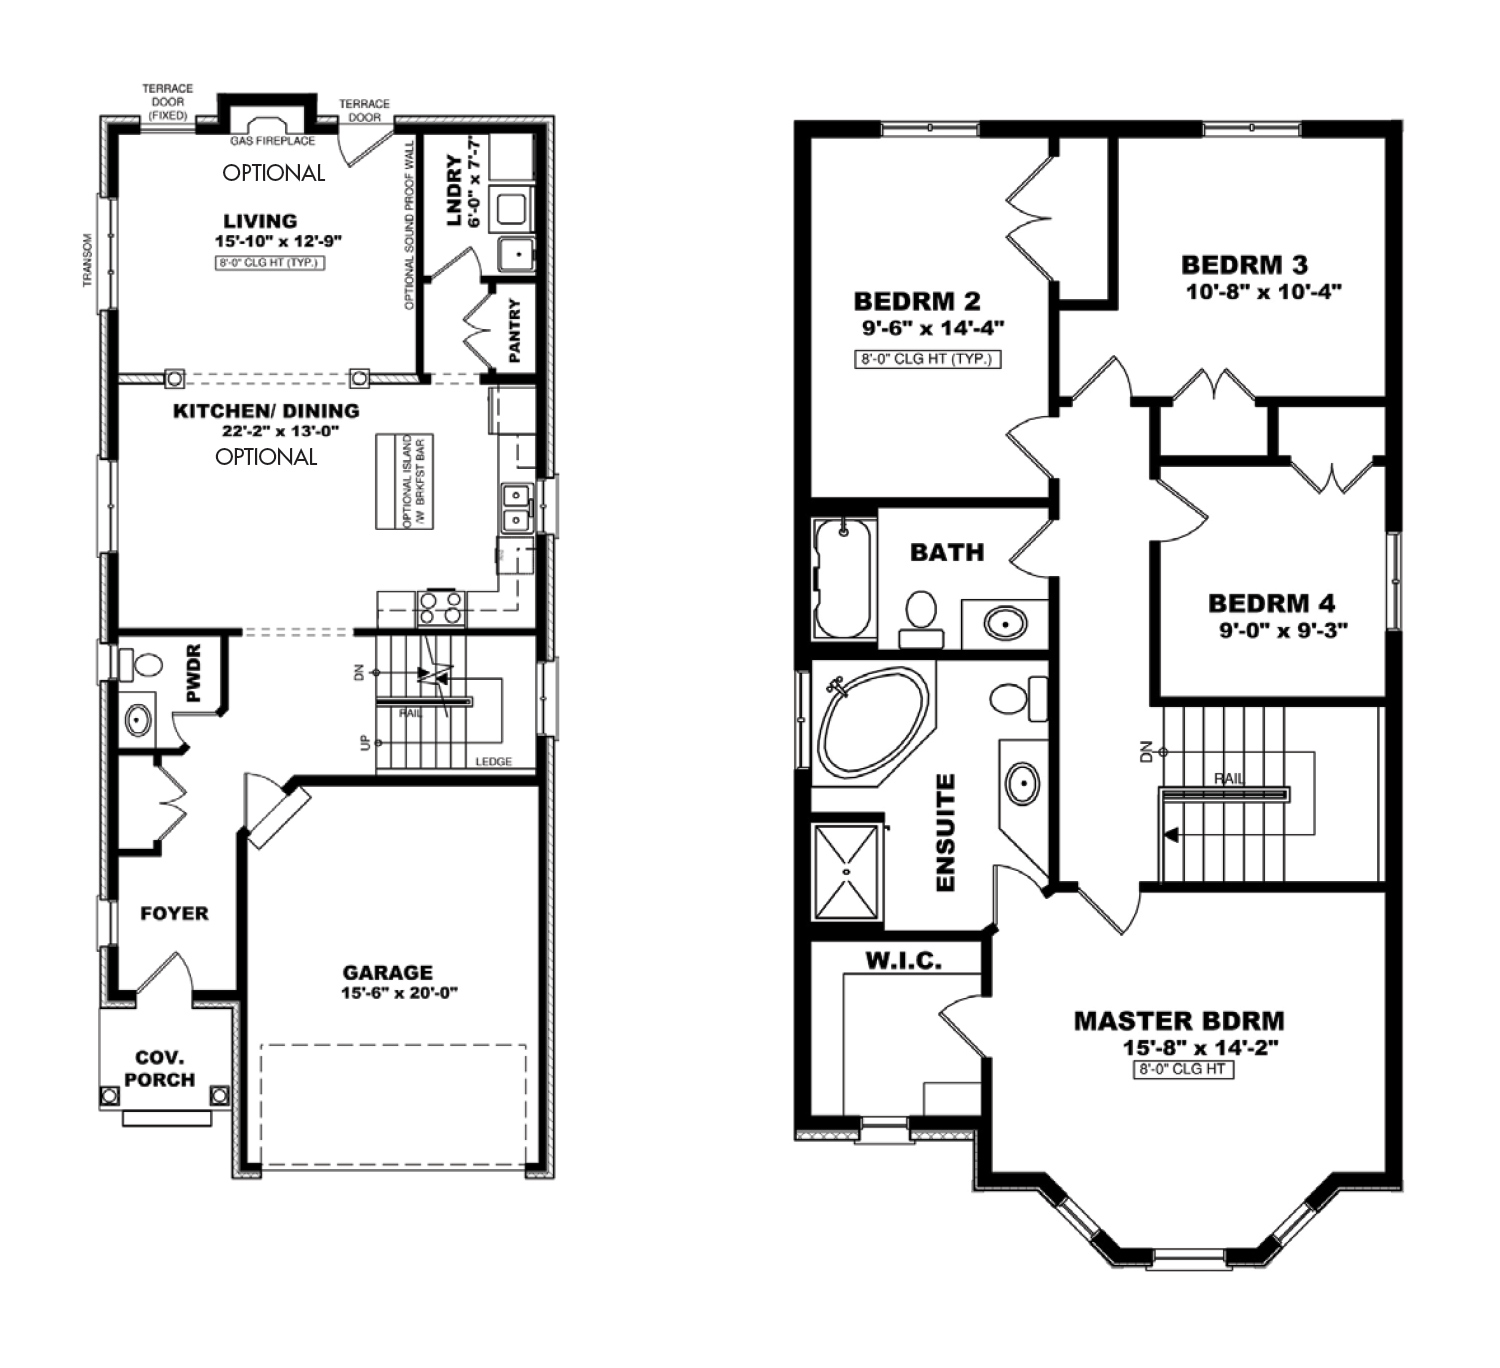 TERRACE
DOOR
(FIXED)
TERRACE
DOOR
GAS FIREPLACE
OPTIONAL
LIVING
15'-10" x 12'-9"
8'-0" CLG HT (TYP.)
TRANSOM
OPTIONAL SOUND PROOF WALL
LNDRY
6'-0" x 7'-7"
PANTRY
KITCHEN/ DINING
22'-2" x 13'-0"
OPTIONAL
OPTIONAL ISLAND
/W BRKFST BAR
PWDR
DN
RAIL
UP
LEDGE
FOYER
GARAGE
15'-6" x 20'-0"
COV.
PORCH
BEDRM 2
9'-6" x 14'-4"
8'-0" CLG HT (TYP.)
BEDRM 3
10'-8" x 10'-4"
BATH
BEDRM 4
9'-0" x 9'-3"
ENSUITE
DN
RAIL
W.I.C.
MASTER BDRM
15'-8" x 14'-2"
8'-0" CLG HT